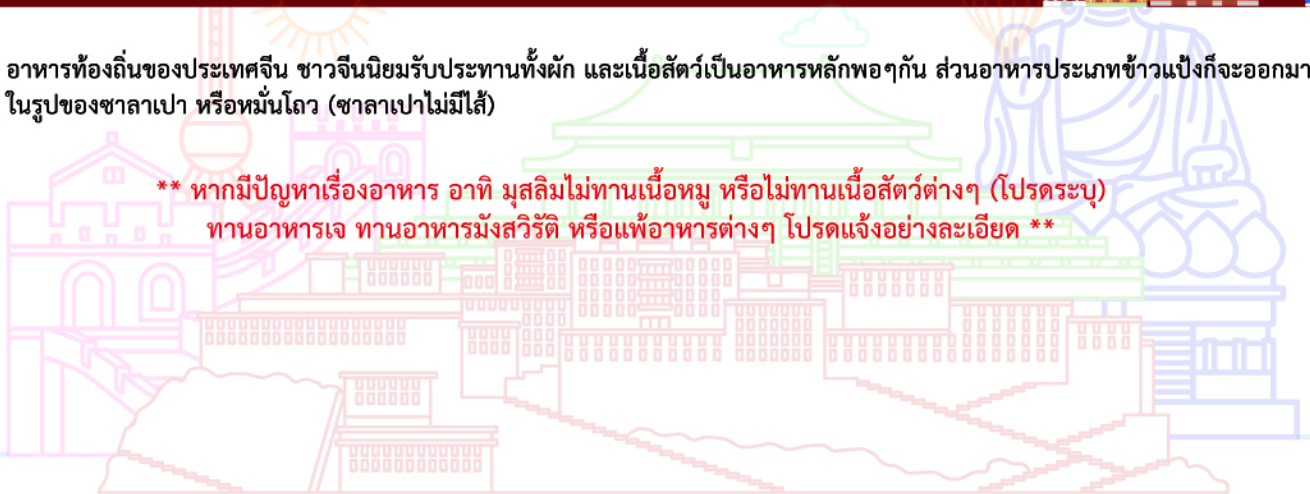 อาหารท้องถิ่นของประเทศจีน ชาวจีนนิยมรับประทานทั้งผัก และเนื้อสัตว์เป็นอาหารหลักพอๆกัน ส่วนอาหารประเภทข้าวแป้งก็จะออกมา
ในรูปของซาลาเปา หรือหมั่นโถว (ซาลาเปาไม่มีไส้)
** หากมีปัญหาเรื่องอาหาร อาทิ มุสลิมไม่ทานเนื้อหมู หรือไม่ทานเนื้อสัตว์ต่างๆ (โปรดระบุ)
ทานอาหารเจ ทานอาหารมังสวิรัติ หรือแพ้อาหารต่างๆ โปรดแจ้งอย่างละเอียด **